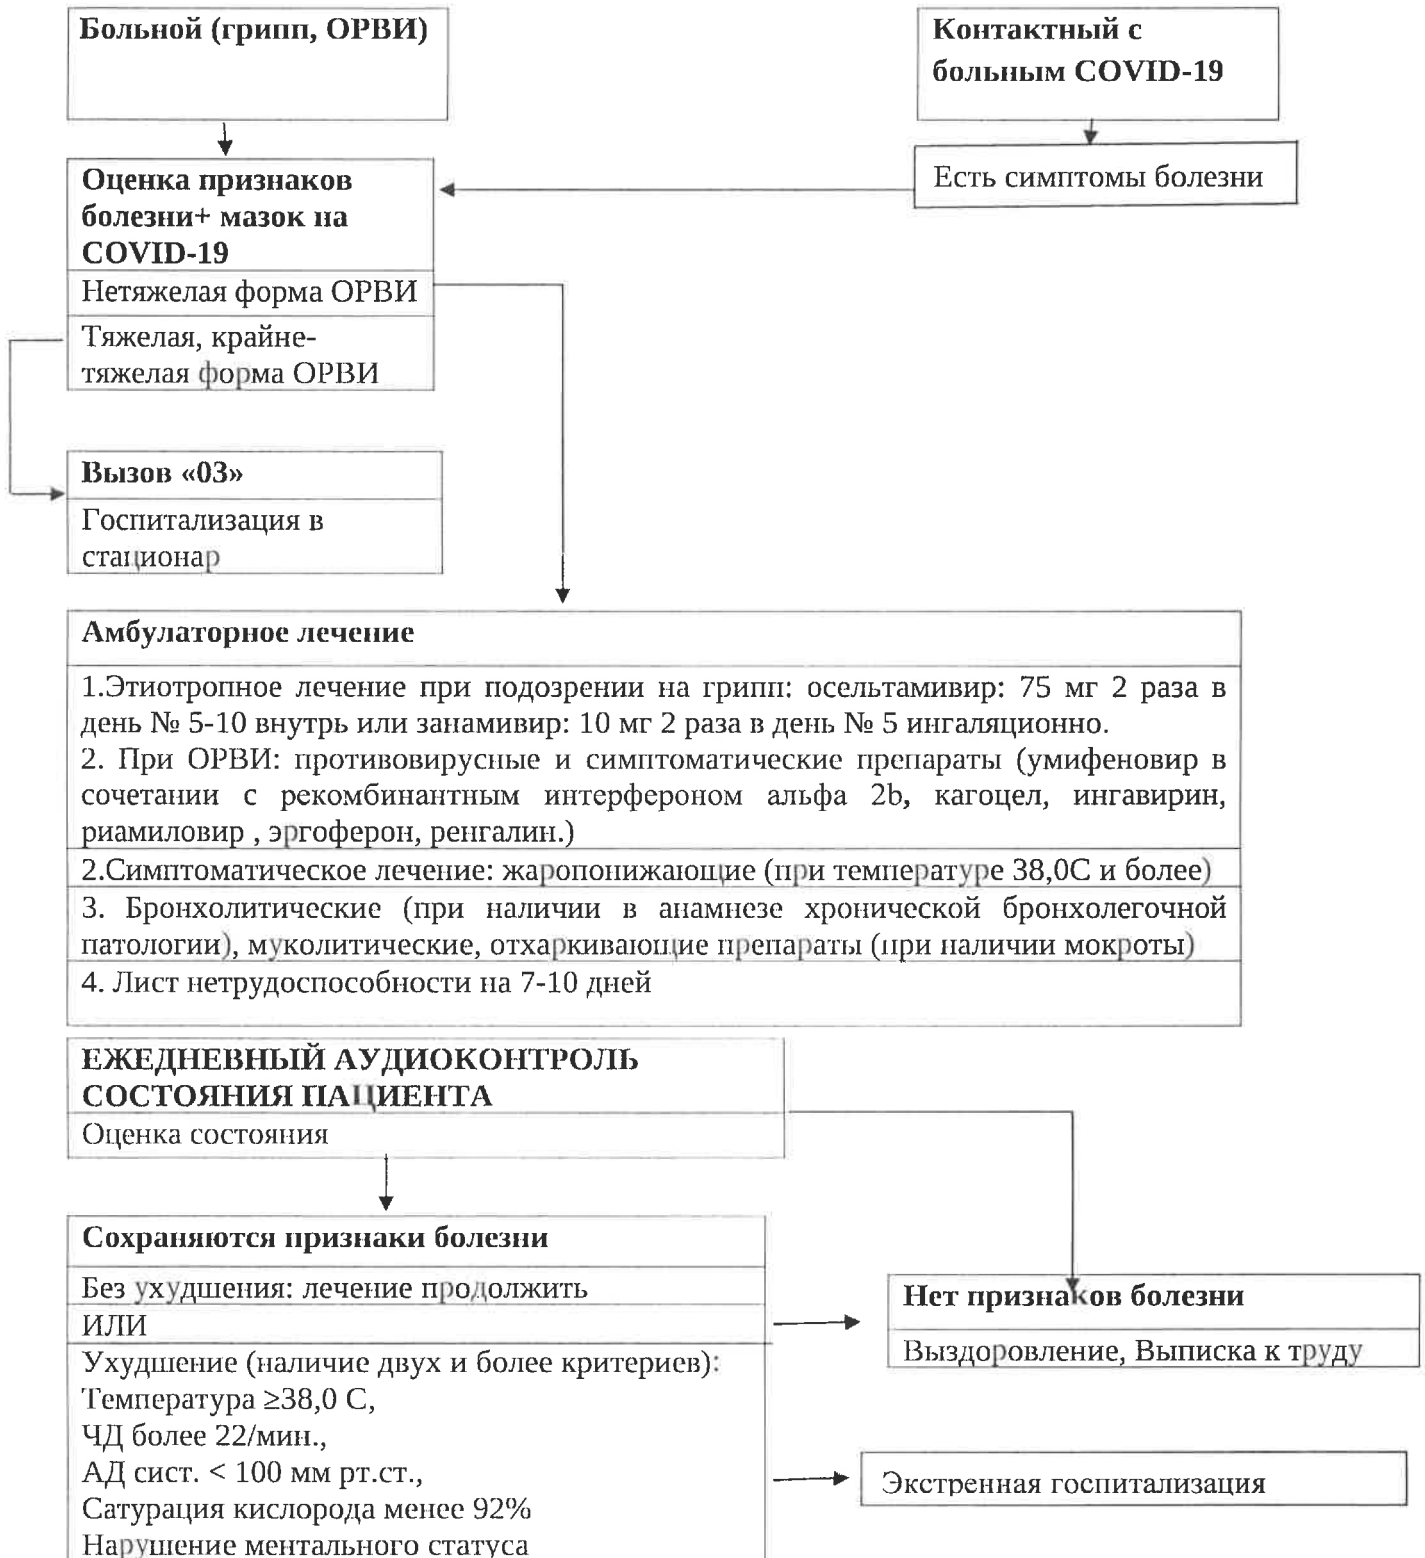 Больной (грипп, ОРВИ)
Контактный с
больным COVID-19
Есть симптомы болезни
Оценка признаков
болезни+ мазок на
COVID-19
Нетяжелая форма ОРВИ
Тяжелая, крайне-
тяжелая форма ОРВИ
Вызов «03»
Госпитализация в
стационар
Амбулаторное лечение
1.Этиотропное лечение при подозрении на грипп: осельтамивир: 75 мг 2 раза в
день № 5-10 внутрь или занамивир: 10 мг 2 раза в день № 5 ингаляционно.
2. При ОРВИ: противовирусные и симптоматические препараты (умифеновир в
сочетании с рекомбинантным интерфероном альфа 2b, кагоцел, ингавирин,
риамиловир , эргоферон, ренгалин.)
2.Симптоматическое лечение: жаропонижающие (при температуре 38,0С и более)
3. Бронхолитические (при наличии в анамнезе хронической бронхолегочной
патологии), муколитические, отхаркивающие препараты (при наличии мокроты)
4. Лист нетрудоспособности на 7-10 дней
ЕЖЕДНЕВНЫЙ АУДИОКОНТРОЛЬ
СОСТОЯНИЯ ПАЦИЕНТА
Оценка состояния
Сохраняются признаки болезни
Без ухудшения: лечение продолжить
ИЛИ
Ухудшение (наличие двух и более критериев):
Температура ≥38,0 С,
ЧД более 22/мин.,
АД сист. < 100 мм рт.ст.,
Сатурация кислорода менее 92%
Нарушение ментального статуса
Нет признаков болезни
Выздоровление, Выписка к труду
Экстренная госпитализация